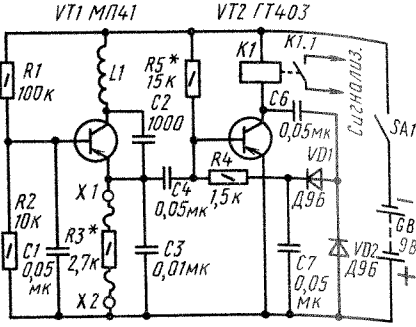 VT1 МП41
VT2 ГТ403
R1
100к
L1
R5*
15к
K1
K1.1
Сигнализ.
C2
1000
C6
0,05мк
SA1
R2
10к
X1
C4
0,05мк
R4
1,5к
VD1
Д9Б
C1
0,05
мк
R3*
2,7к
C3
0,01мк
X2
C7
0,05
мк
VD2
Д9Б
GB
9В